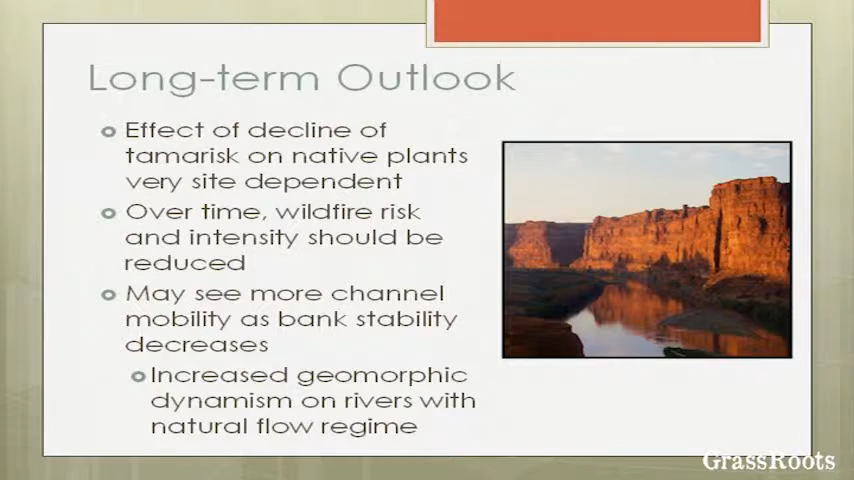 Long-term Outlook
Effect of decline of
tamarisk on native plants
very site dependent
Over time, wildfire risk
and intensity should be
reduced
May see more channel
mobility as bank stability
decreases
Increased geomorphic
dynamism on rivers with
natural flow regime
GrassRoots